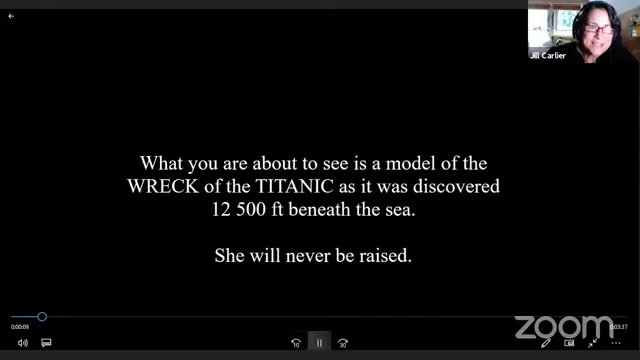 Jill Carlier
What you are about to see is a model of the
WRECK of the TITANIC as it was discovered
12 500 ft beneath the sea.
She will never be raised.
0:00:09
0:03:37
10
30
zoom